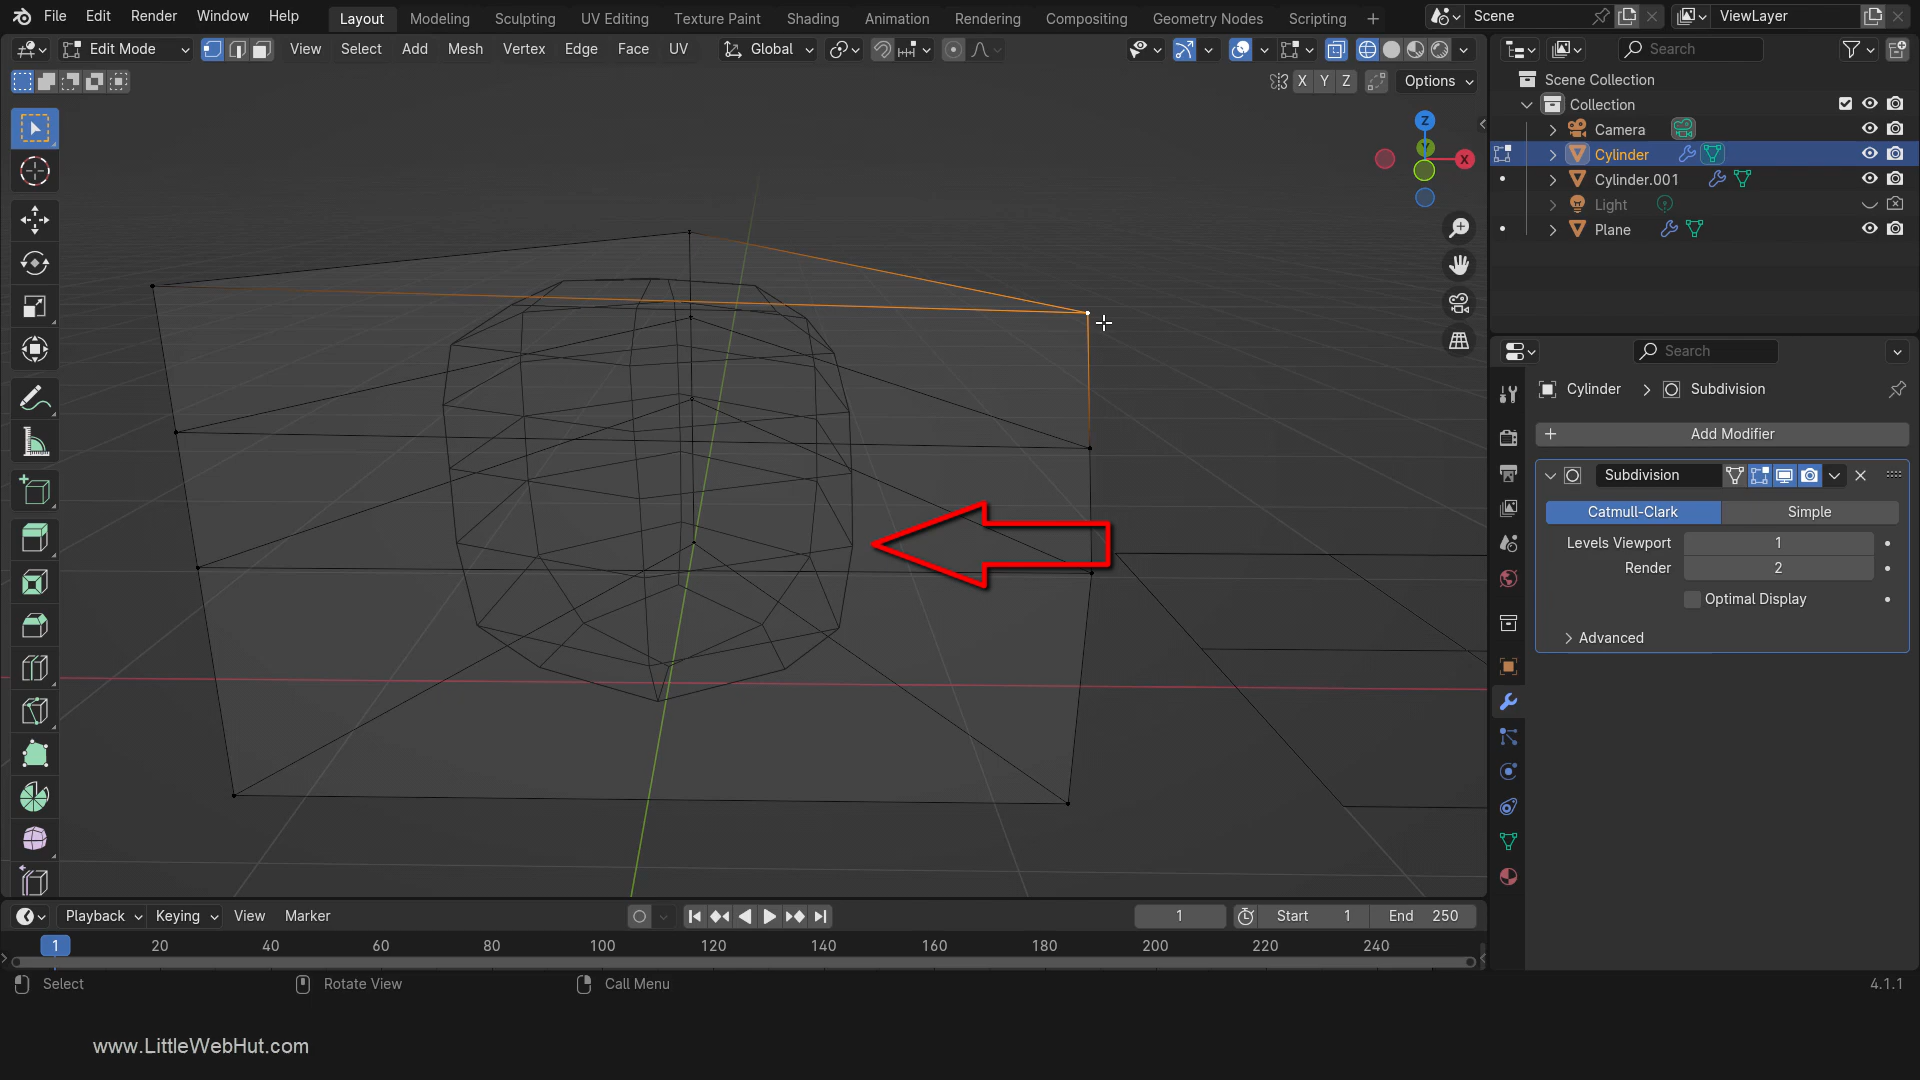 File Edit Render Window Help Layout Modeling Sculpting UV Editing Texture Paint Shading Animation Rendering Compositing Geometry Nodes Scripting + Scene ViewLayer
Edit Mode View Select Add Mesh Vertex Edge Face UV Global Search
X Y Z Options
Scene Collection
Collection
Camera
Cylinder
Cylinder.001
Light
Plane
Z
Y
X
Search
Cylinder > Subdivision
+ Add Modifier
Subdivision
Catmull-Clark Simple
Levels Viewport 1
Render 2
Optimal Display
Advanced
Playback Keying View Marker 1 Start 1 End 250
1 20 40 60 80 100 120 140 160 180 200 220 240
Select Rotate View Call Menu 4.1.1
www.LittleWebHut.com